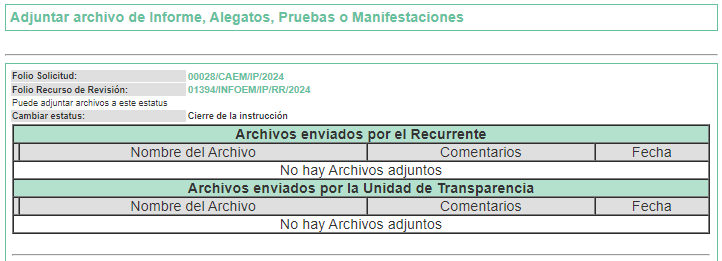 Adjuntar archivo de Informe, Alegatos, Pruebas o Manifestaciones
Folio Solicitud: 00028/CAEM/IP/2024
Folio Recurso de Revisión: 01394/INFOEM/IP/RR/2024
Puede adjuntar archivos a este estatus
Cambiar estatus: Cierre de la instrucción
Archivos enviados por el Recurrente
Nombre del Archivo Comentarios Fecha
No hay Archivos adjuntos
Archivos enviados por la Unidad de Transparencia
Nombre del Archivo Comentarios Fecha
No hay Archivos adjuntos